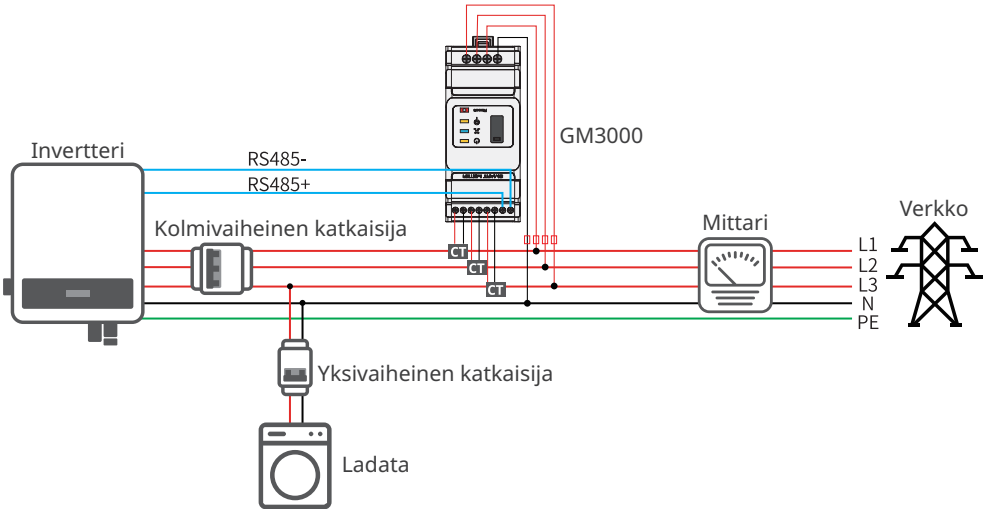 GM3000
Invertteri
RS485-
RS485+
Kolmivaiheinen katkaisija
CT
CT
CT
Mittari
Verkko
L1
L2
L3
N
PE
Yksivaiheinen katkaisija
Ladata